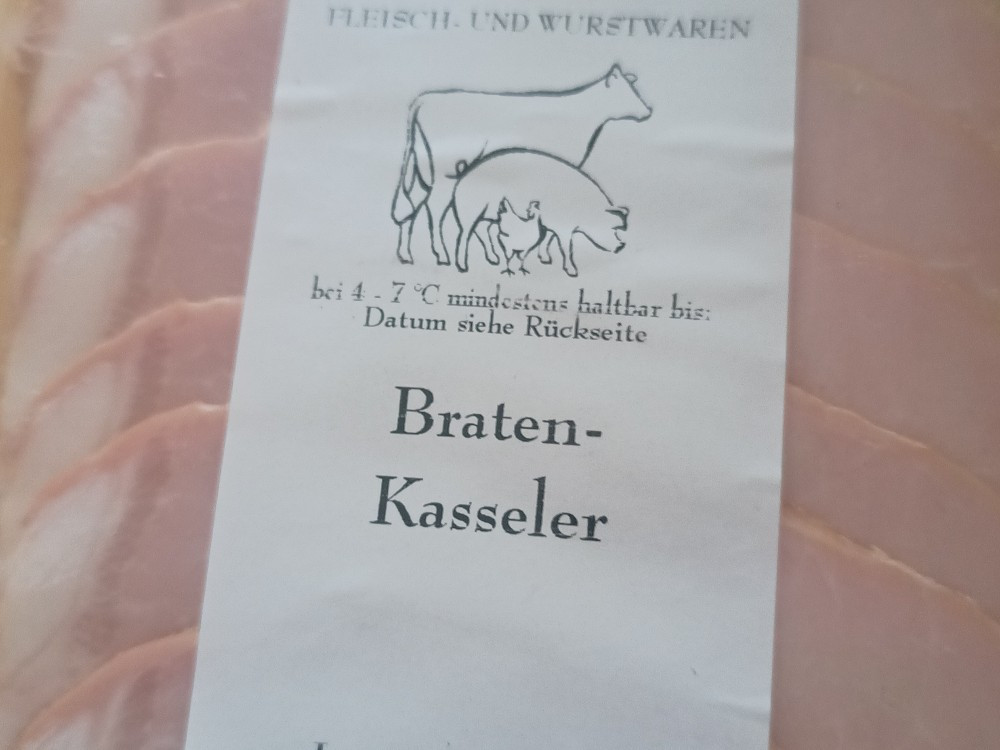 FLEISCH- UND WURSTWAREN
bei 4 - 7 °C mindestens haltbar bis:
Datum siehe Rückseite
Braten-
Kasseler